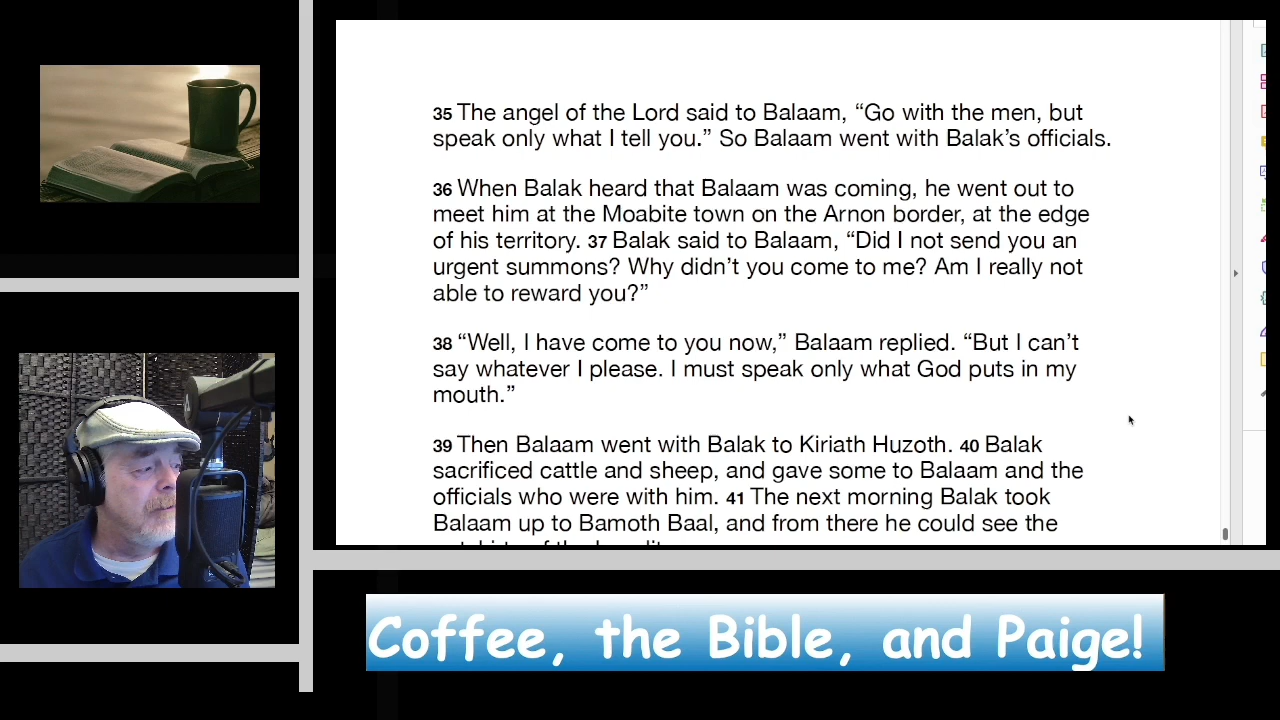 35 The angel of the Lord said to Balaam, “Go with the men, but
speak only what I tell you.” So Balaam went with Balak’s officials.
36 When Balak heard that Balaam was coming, he went out to
meet him at the Moabite town on the Arnon border, at the edge
of his territory. 37 Balak said to Balaam, “Did I not send you an
urgent summons? Why didn’t you come to me? Am I really not
able to reward you?”
38 “Well, I have come to you now,” Balaam replied. “But I can’t
say whatever I please. I must speak only what God puts in my
mouth.”
39 Then Balaam went with Balak to Kiriath Huzoth. 40 Balak
sacrificed cattle and sheep, and gave some to Balaam and the
officials who were with him. 41 The next morning Balak took
Balaam up to Bamoth Baal, and from there he could see the
of the
Coffee, the Bible, and Paige!